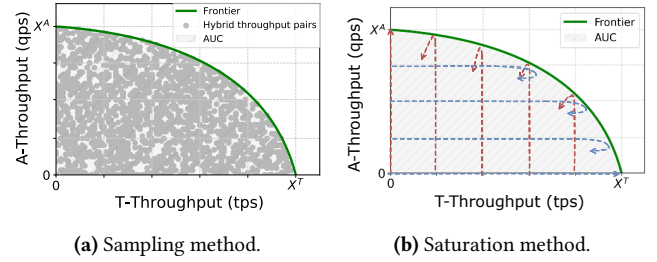 Frontier
Hybrid throughput pairs
AUC
X^A
A-Throughput (qps)
0
0
X^T
T-Throughput (tps)
(a) Sampling method.
Frontier
AUC
X^A
A-Throughput (qps)
0
0
X^T
T-Throughput (tps)
(b) Saturation method.